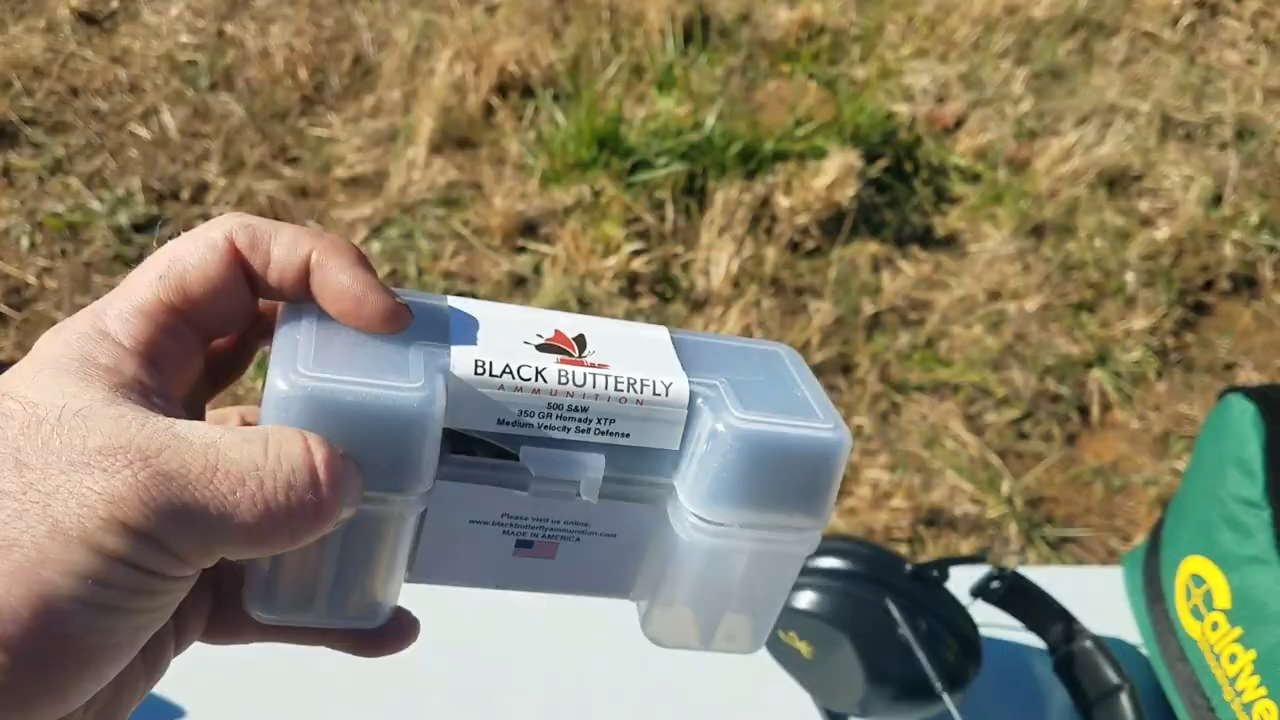 BLACK BUTTERFLY
AMMUNITION
500 S&W
350 GR Hornady XTP
Medium Velocity Self Defense
Please visit us online:
www.blackbutterflyammunition.com
MADE IN AMERICA
Caldwe